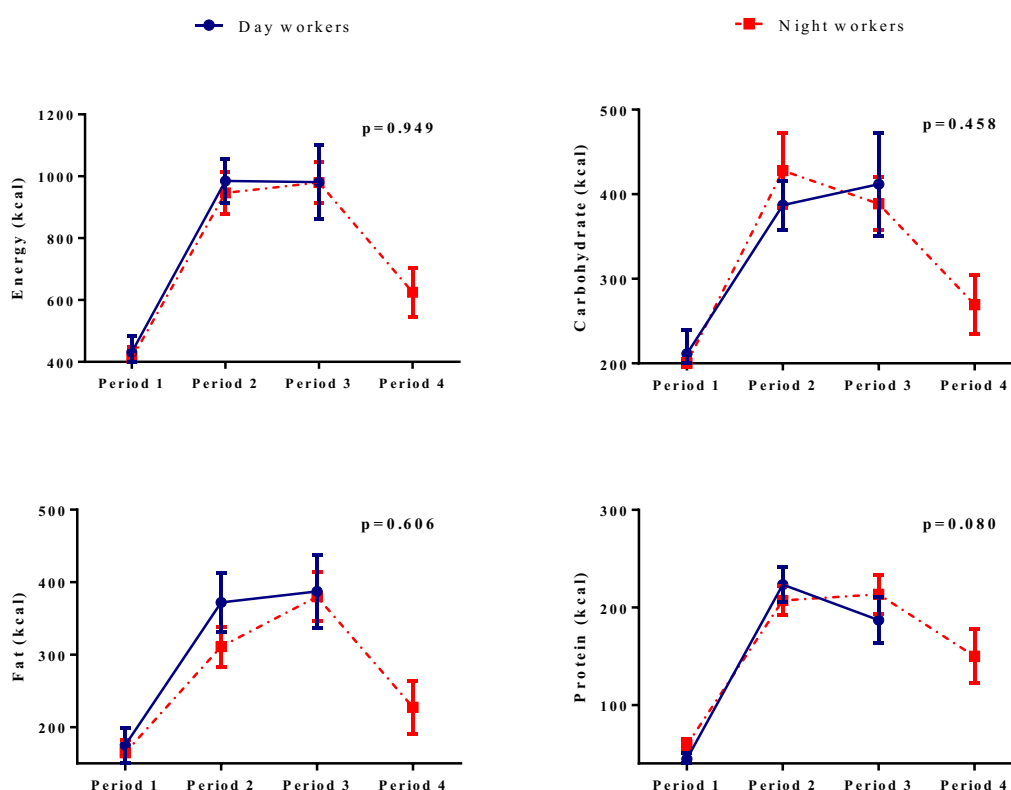 Day workers
Night workers
Energy (kcal)
1200
1000
800
600
400
p=0.949
Period 1 Period 2 Period 3 Period 4
Carbohydrate (kcal)
500
400
300
200
p=0.458
Period 1 Period 2 Period 3 Period 4
Fat (kcal)
500
400
300
200
p=0.606
Period 1 Period 2 Period 3 Period 4
Protein (kcal)
300
200
100
p=0.080
Period 1 Period 2 Period 3 Period 4